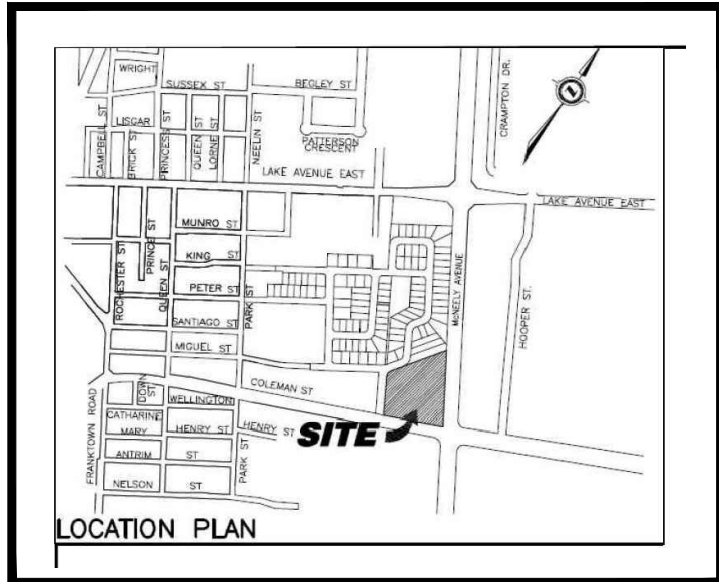 WRIGHT
SUSSEX ST
BEGLEY ST
CRAMPTON DR.
CAMPBELL ST
LISGAR
BRICK ST
PRINCESS ST
QUEEN ST
LORNE ST
NEELIN ST
PATTERSON
CRESCENT
LAKE AVENUE EAST
LAKE AVENUE EAST
MUNRO ST
ROCHESTER ST
PRINCE ST
QUEEN ST
KING ST
PETER ST
PARK ST
McNEELY AVENUE
HOOPER ST.
SANTIAGO ST
MIGUEL ST
COLEMAN ST
FRANKTOWN ROAD
DOWN
ST
WELLINGTON
CATHARINE
MARY
HENRY ST
HENRY ST
SITE
ANTRIM ST
PARK ST
NELSON ST
LOCATION PLAN